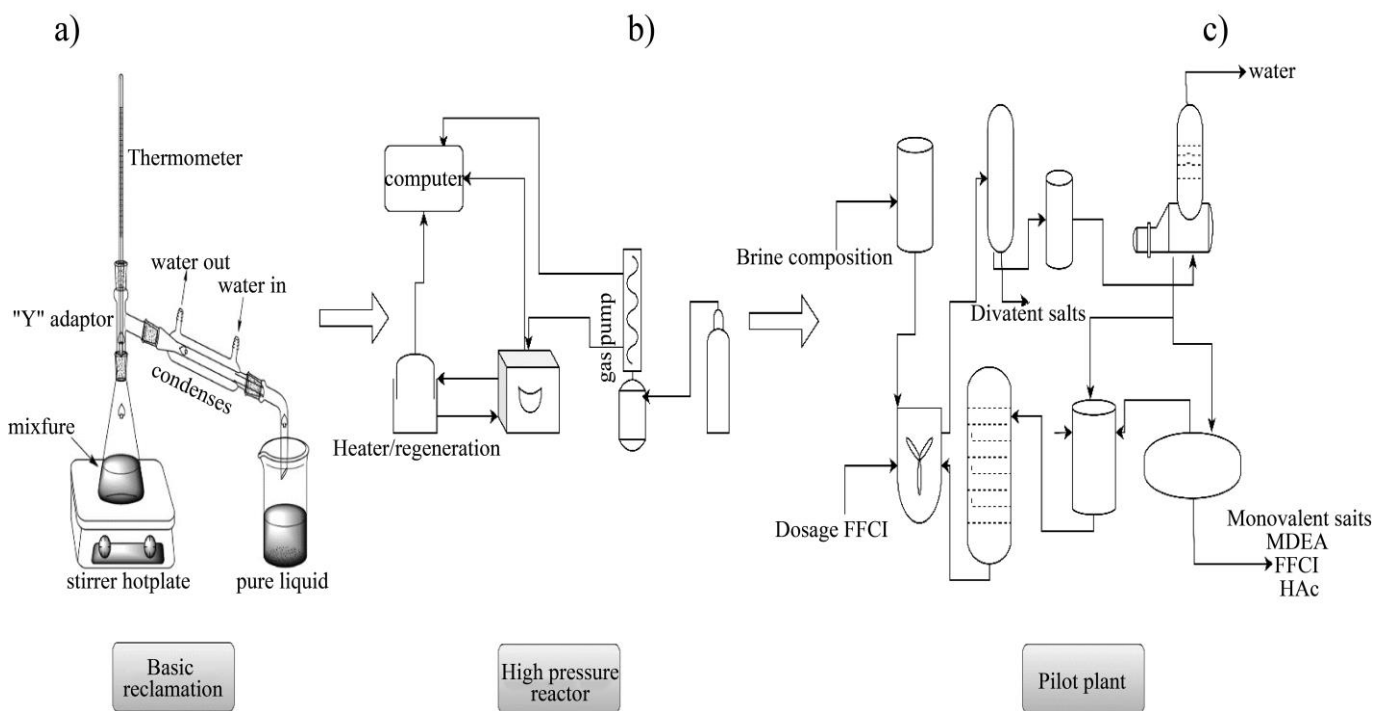 a)
b)
c)
Thermometer
water out
water in
"Y" adaptor
condenses
mixfure
stirrer hotplate
pure liquid
Basic
reclamation
computer
gas pump
Heater/regeneration
High pressure
reactor
water
Brine composition
Divatent salts
Dosage FFCI
Monovalent saits
MDEA
FFCI
HAc
Pilot plant